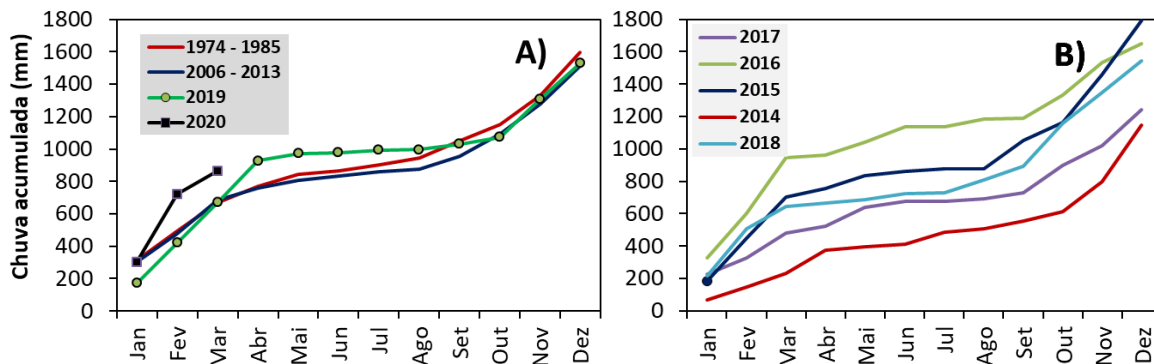 Chuva acumulada (mm)
1800
1600
1400
1200
1000
800
600
400
200
0
1974 - 1985
2006 - 2013
2019
2020
A)
Jan
Fev
Mar
Abr
Mai
Jun
Jul
Ago
Set
Out
Nov
Dez
1800
1600
1400
1200
1000
800
600
400
200
0
2017
2016
2015
2014
2018
B)
Jan
Fev
Mar
Abr
Mai
Jun
Jul
Ago
Set
Out
Nov
Dez